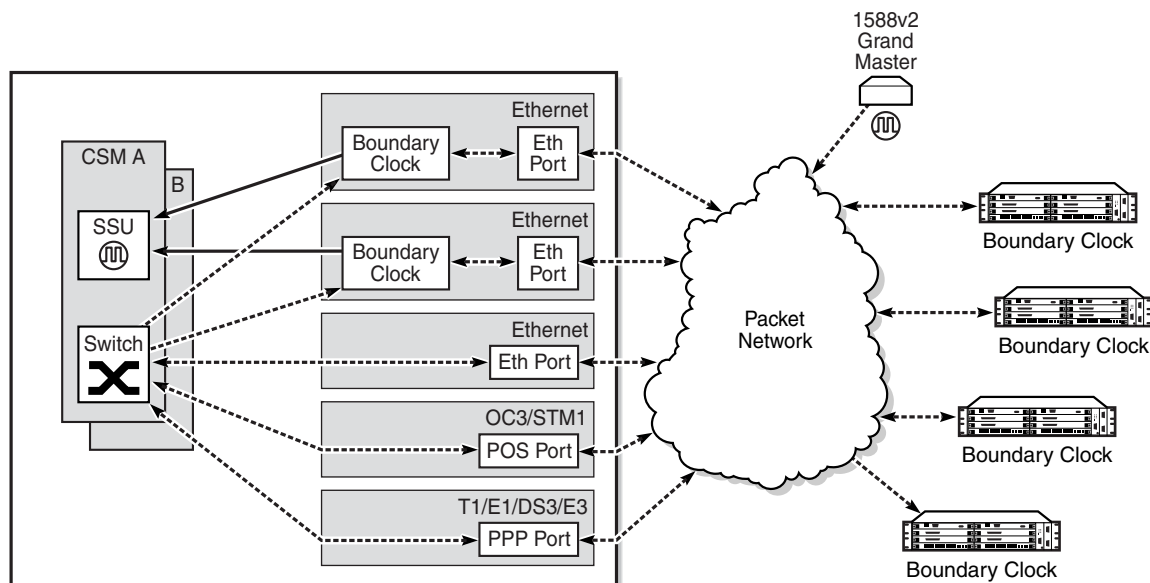 1588v2
Grand
Master
Ethernet
Boundary
Clock
Eth
Port
CSM A
B
SSU
Ethernet
Boundary
Clock
Eth
Port
Boundary Clock
Ethernet
Eth Port
Switch
Packet
Network
Boundary Clock
OC3/STM1
POS Port
Boundary Clock
T1/E1/DS3/E3
PPP Port
Boundary Clock